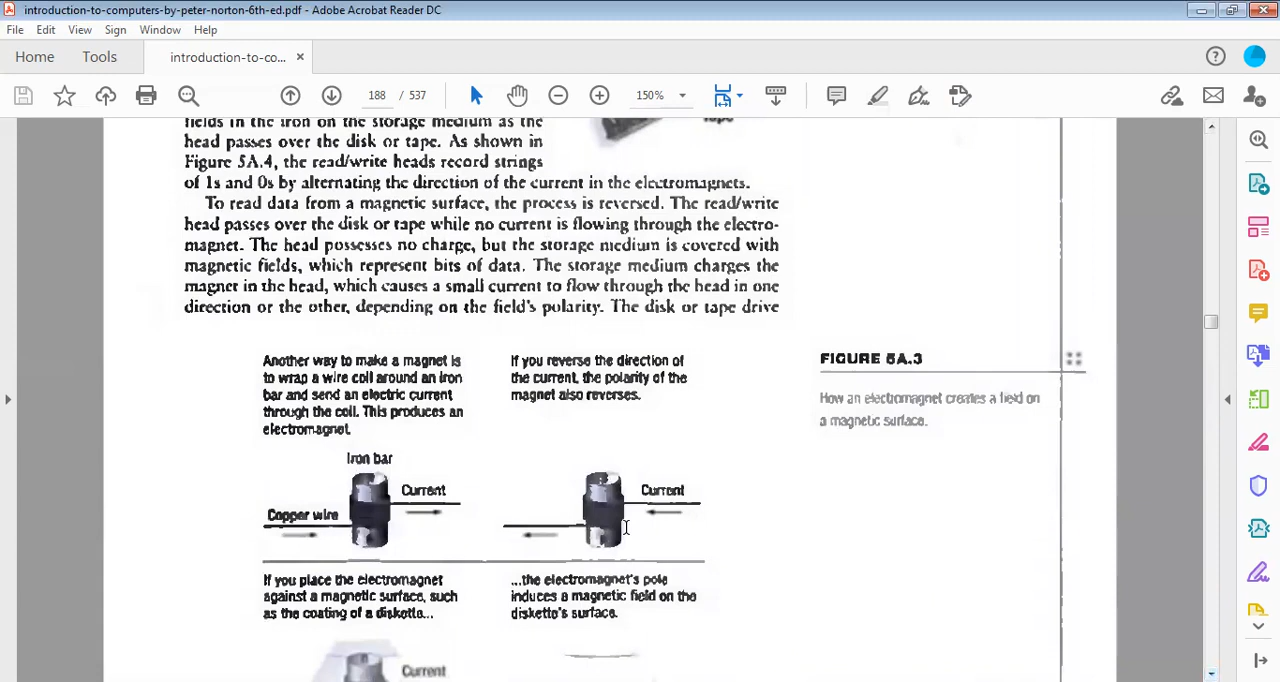 introduction-to-computers-by-peter-norton-6th-ed.pdf - Adobe Acrobat Reader DC
File Edit View Sign Window Help
Home Tools introduction-to-co... ×
188 / 537 150%
fields in the iron on the storage medium as the
head passes over the disk or tape. As shown in
Figure 5A.4, the read/write heads record strings
of 1s and 0s by alternating the direction of the current in the electromagnets.
To read data from a magnetic surface, the process is reversed. The read/write
head passes over the disk or tape while no current is flowing through the electro-
magnet. The head possesses no charge, but the storage medium is covered with
magnetic fields, which represent bits of data. The storage medium charges the
magnet in the head, which causes a small current to flow through the head in one
direction or the other, depending on the field's polarity. The disk or tape drive
Tape
Another way to make a magnet is
to wrap a wire coil around an iron
bar and send an electric current
through the coil. This produces an
electromagnet.
If you reverse the direction of
the current, the polarity of the
magnet also reverses.
FIGURE 5A.3
How an electromagnet creates a field on
a magnetic surface.
Iron bar
Current
Copper wire
Current
If you place the electromagnet
against a magnetic surface, such
as the coating of a diskette...
...the electromagnet's pole
induces a magnetic field on the
diskette's surface.
Current